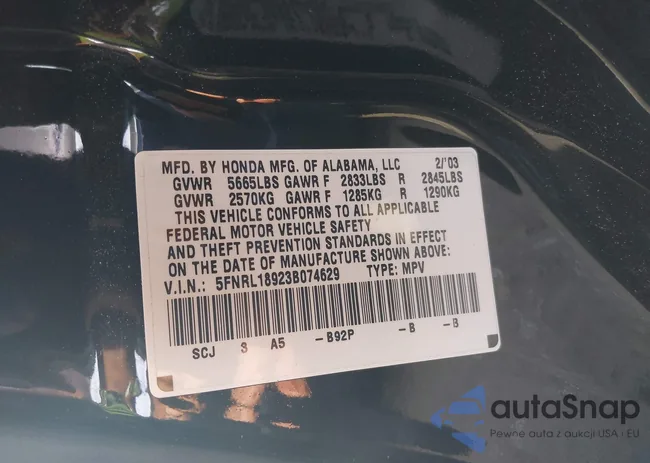 MFD. BY HONDA MFG. OF ALABAMA, LLC 2/'03
GVWR 5665LBS GAWR F 2833LBS R 2845LBS
GVWR 2570KG GAWR F 1285KG R 1290KG
THIS VEHICLE CONFORMS TO ALL APPLICABLE
FEDERAL MOTOR VEHICLE SAFETY
AND THEFT PREVENTION STANDARDS IN EFFECT
ON THE DATE OF MANUFACTURE SHOWN ABOVE:
V.I.N.: 5FNRL18923B074629 TYPE: MPV
SCJ 3 A5 -B92P -B -B
autaSnap
Pewne auta z aukcji USA i EU